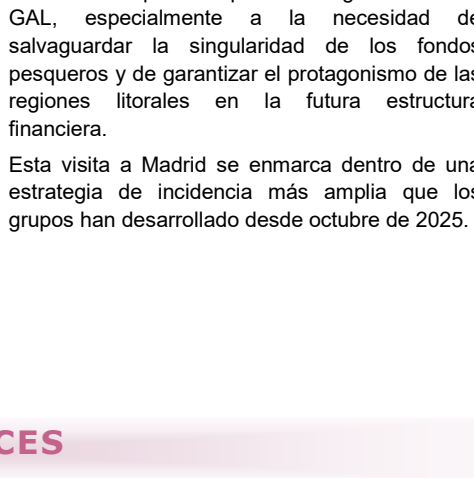 GAL, especialmente a la necesidad de
salvaguardar la singularidad de los fondos
pesqueros y de garantizar el protagonismo de las
regiones litorales en la futura estructura
financiera.
Esta visita a Madrid se enmarca dentro de una
estrategia de incidencia más amplia que los
grupos han desarrollado desde octubre de 2025.
CES